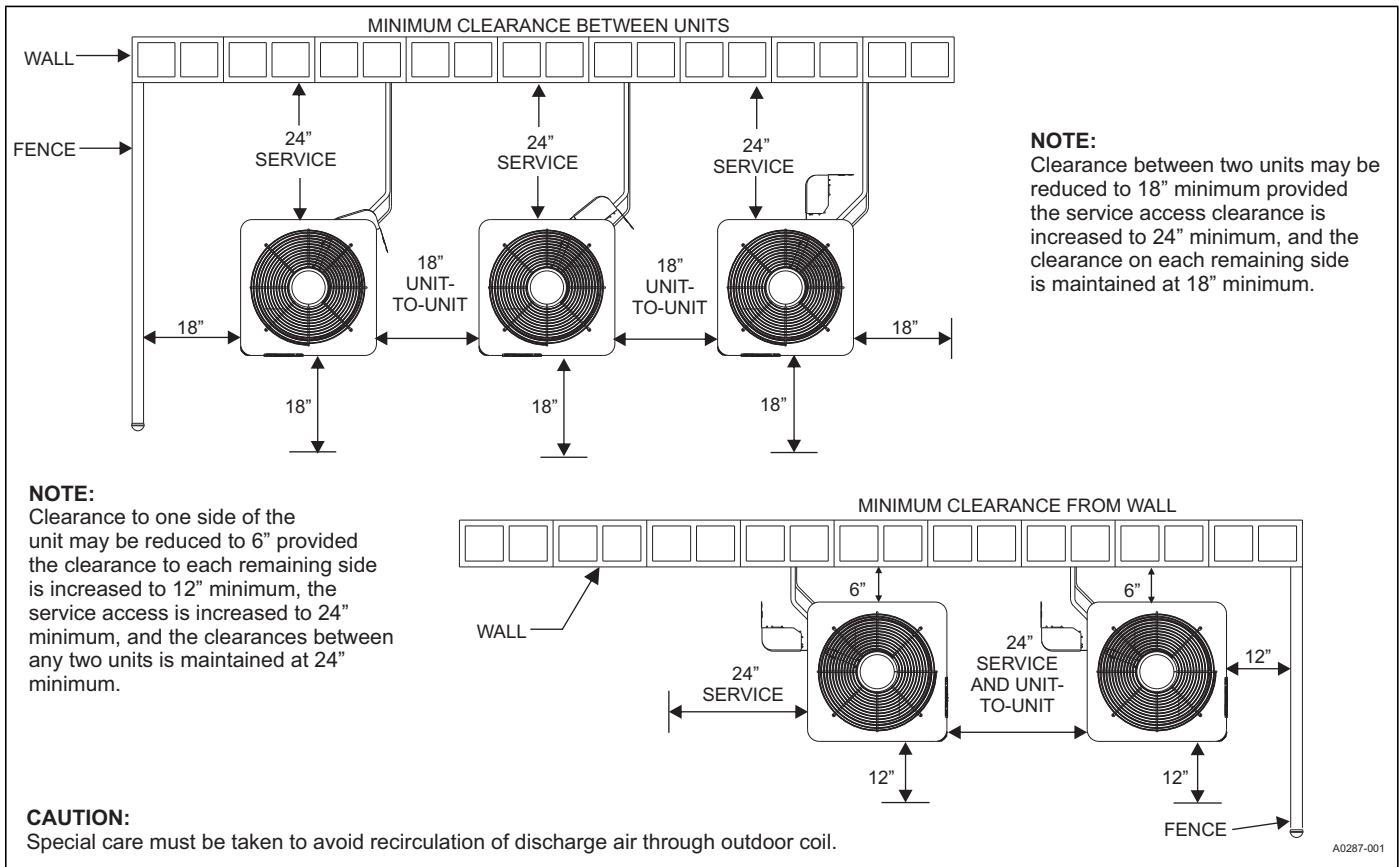 MINIMUM CLEARANCE BETWEEN UNITS
WALL
FENCE
24”
SERVICE
24”
SERVICE
24”
SERVICE
18”
UNIT-
TO-UNIT
18”
UNIT-
TO-UNIT
18”
18”
18”
18”
18”
NOTE:
Clearance between two units may be
reduced to 18” minimum provided
the service access clearance is
increased to 24” minimum, and the
clearance on each remaining side
is maintained at 18” minimum.
NOTE:
Clearance to one side of the
unit may be reduced to 6” provided
the clearance to each remaining side
is increased to 12” minimum, the
service access is increased to 24”
minimum, and the clearances between
any two units is maintained at 24”
minimum.
MINIMUM CLEARANCE FROM WALL
WALL
6”
6”
24”
SERVICE
24”
SERVICE
AND UNIT-
TO-UNIT
12”
12”
12”
FENCE
CAUTION:
Special care must be taken to avoid recirculation of discharge air through outdoor coil.
A0287-001